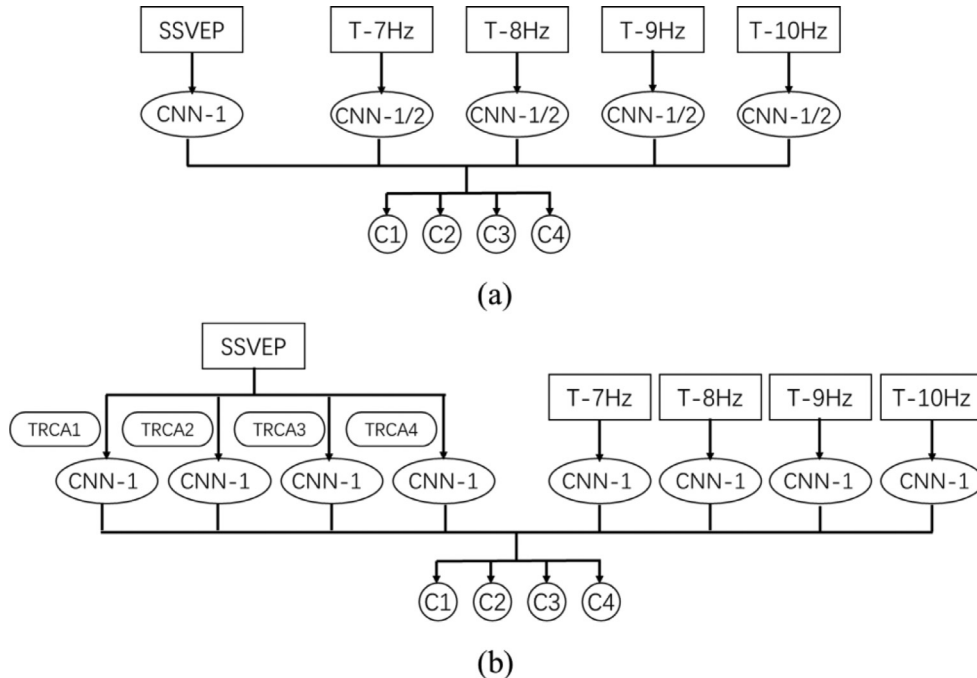 SSVEP T-7Hz T-8Hz T-9Hz T-10Hz
CNN-1 CNN-1/2 CNN-1/2 CNN-1/2 CNN-1/2
C1 C2 C3 C4
(a)
SSVEP
T-7Hz T-8Hz T-9Hz T-10Hz
TRCA1 TRCA2 TRCA3 TRCA4
CNN-1 CNN-1 CNN-1 CNN-1 CNN-1 CNN-1 CNN-1 CNN-1
C1 C2 C3 C4
(b)